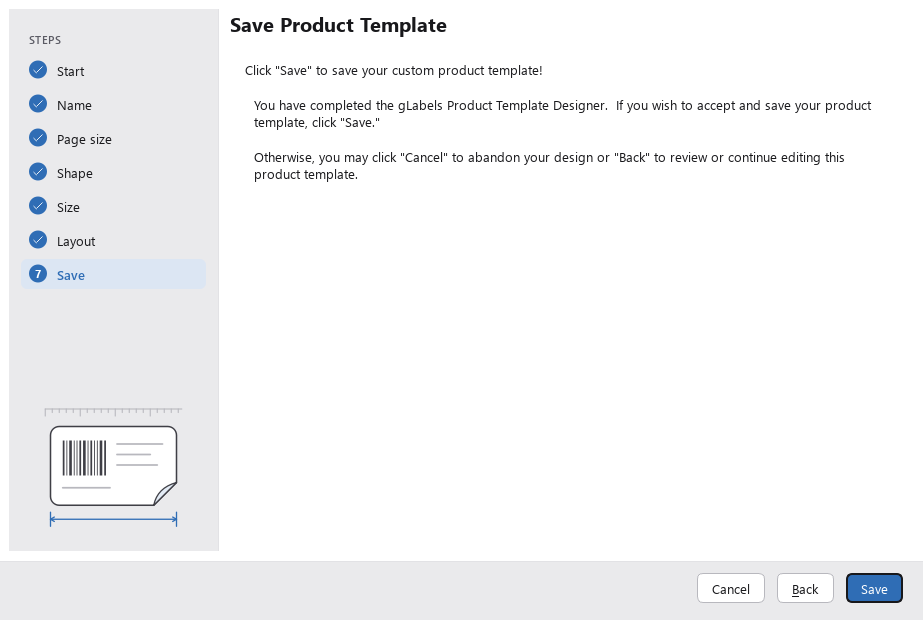 STEPS
Start
Name
Page size
Shape
Size
Layout
7 Save
Save Product Template
Click "Save" to save your custom product template!
You have completed the gLabels Product Template Designer.  If you wish to accept and save your product
template, click "Save."
Otherwise, you may click "Cancel" to abandon your design or "Back" to review or continue editing this
product template.
Cancel
Back
Save